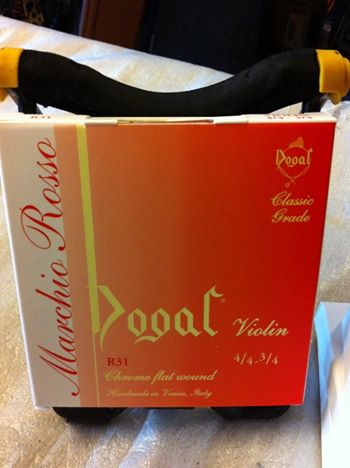 R31
Marchio Rosso
Dogal
Classic
Grade
Dogal
Violin
R31
4/4-3/4
Chrome flat wound
Handmade in Venice, Italy